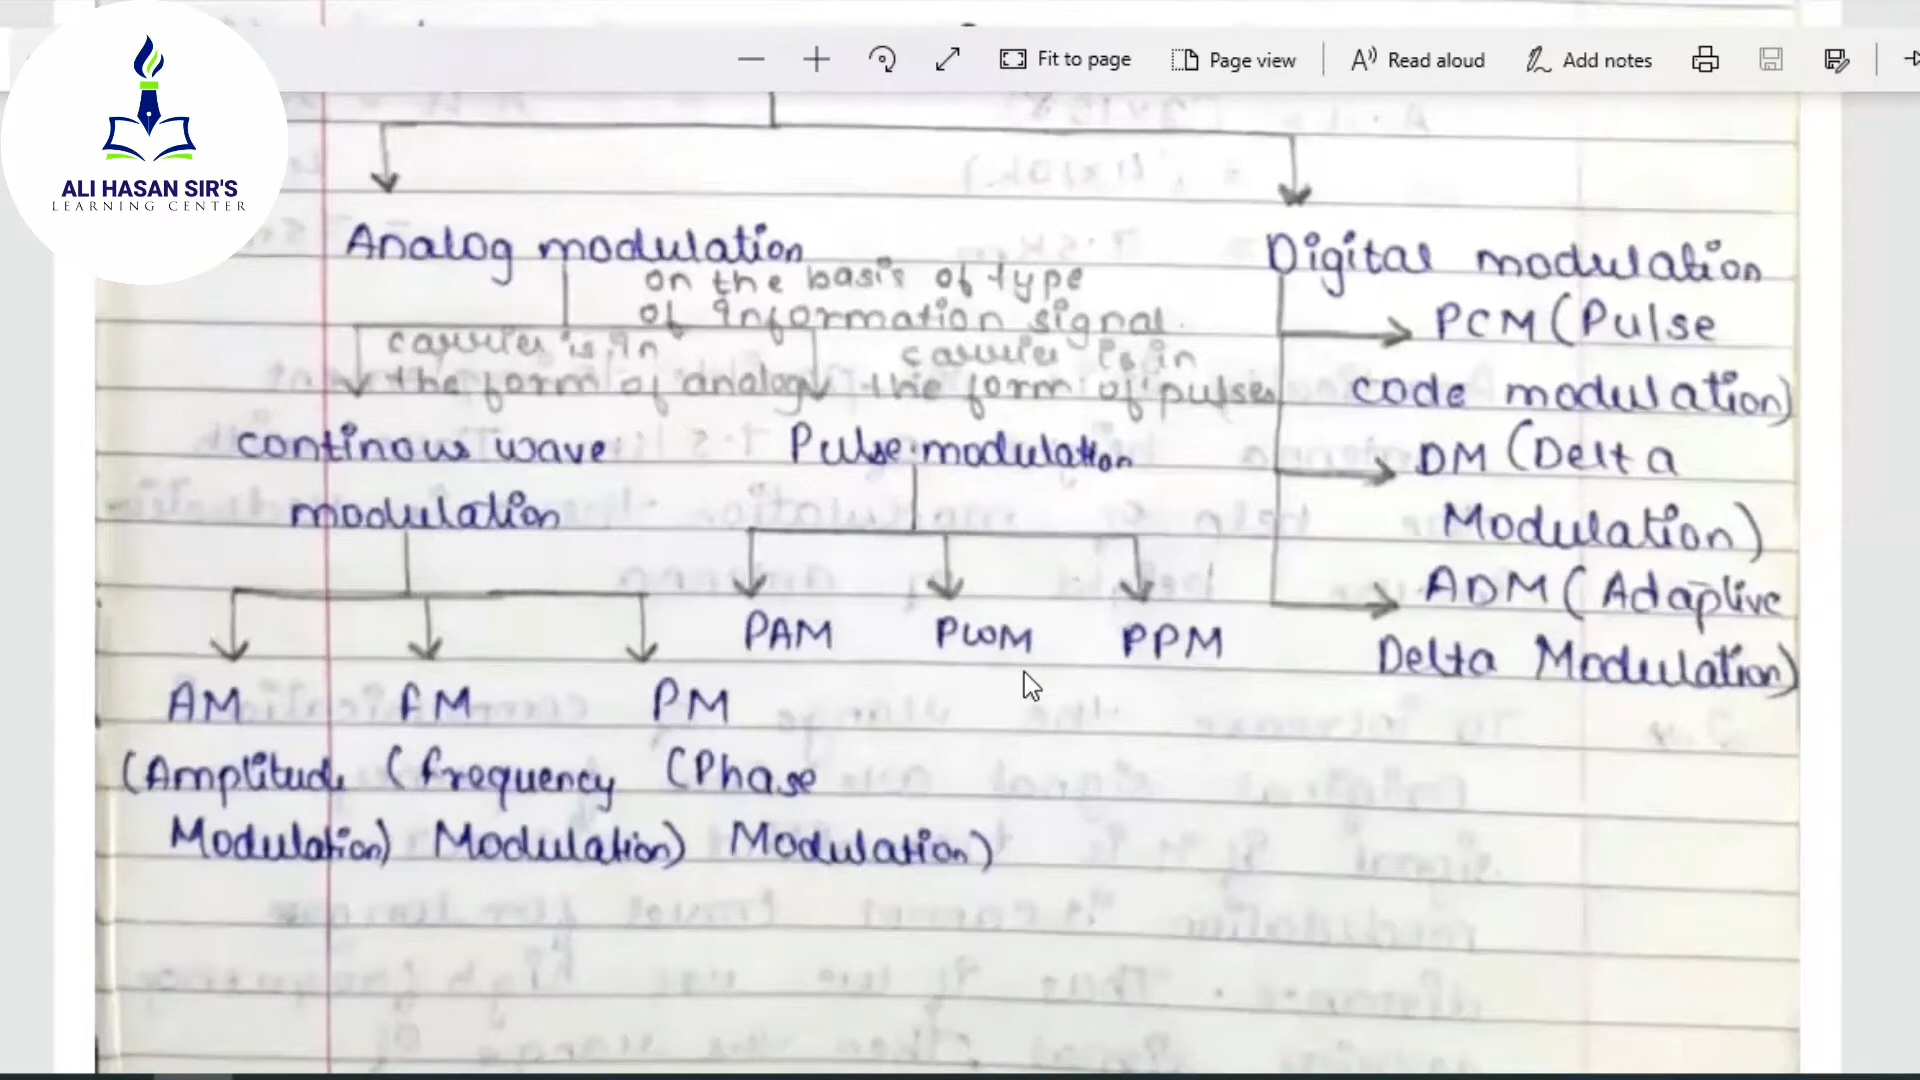 Fit to page
Page view
Read aloud
Add notes
ALI HASAN SIR'S
LEARNING CENTER
Analog modulation
on the basis of type
of information signal.
carrier is in
the form of analog
carrier is in
the form of pulses
continous wave
modulation
Pulse modulation
AM
FM
PM
(Amplitude
(frequency
(Phase
Modulation)
Modulation)
Modulation)
PAM
PWM
PPM
Digital modulation
PCM (Pulse
code modulation)
DM (Delta
Modulation)
ADM (Adaptive
Delta Modulation)